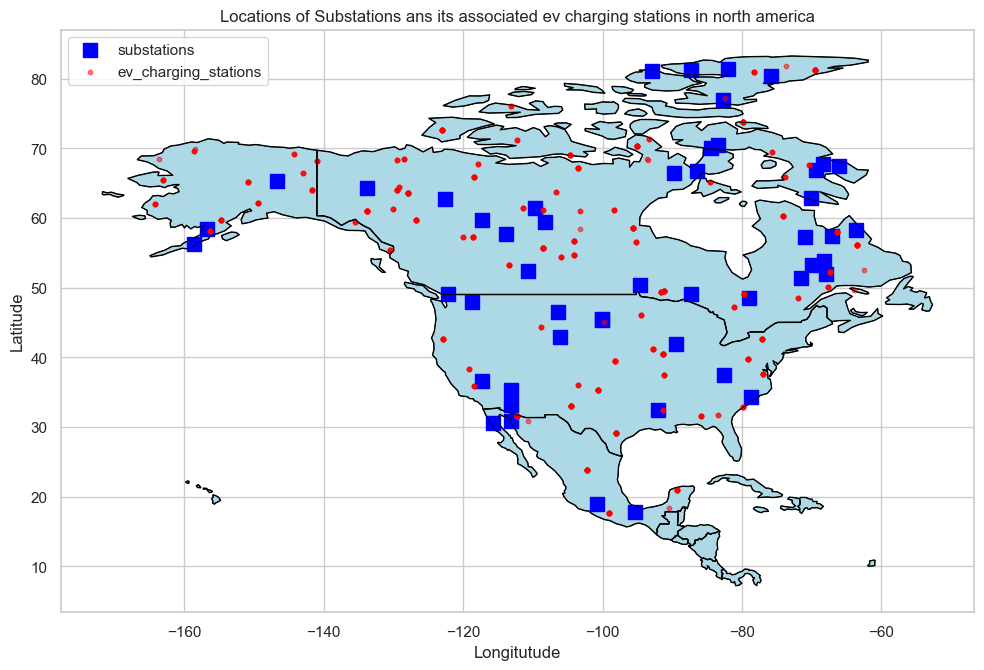 Locations of Substations ans its associated ev charging stations in north america
substations
ev_charging_stations
80
70
60
50
40
30
20
10
Latitude
−160
−140
−120
−100
−80
−60
Longitutude